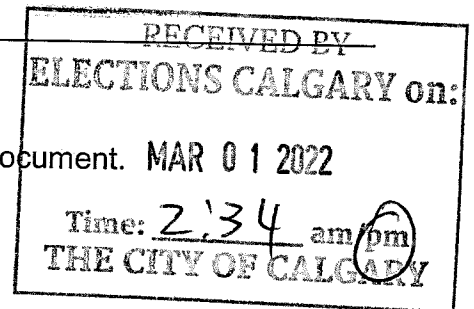 RECEIVED BY
ELECTIONS CALGARY on:
ocument. MAR 0 1 2022
Time: 2:34 am/pm
THE CITY OF CALGARY